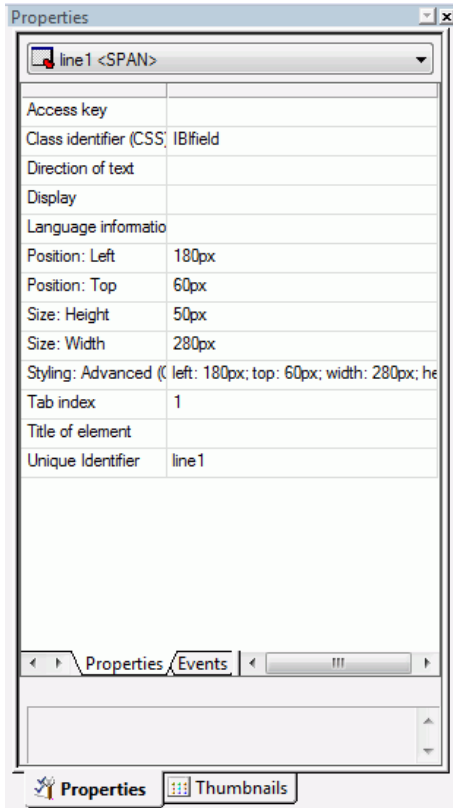 Properties
line1 <SPAN>
Access key
Class identifier (CSS) IBIfield
Direction of text
Display
Language informatio
Position: Left 180px
Position: Top 60px
Size: Height 50px
Size: Width 280px
Styling: Advanced (C left: 180px; top: 60px; width: 280px; he
Tab index 1
Title of element
Unique Identifier line1
Properties Events
Properties Thumbnails